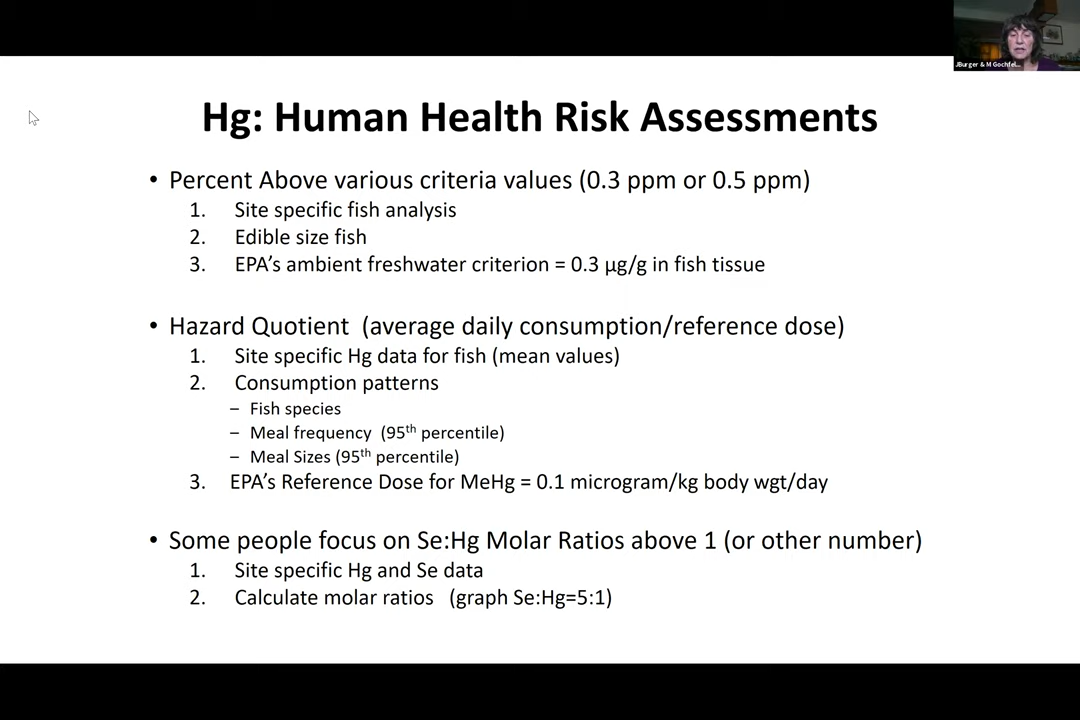 JBurger & M Gochfel...
Hg: Human Health Risk Assessments
• Percent Above various criteria values (0.3 ppm or 0.5 ppm)
1. Site specific fish analysis
2. Edible size fish
3. EPA’s ambient freshwater criterion = 0.3 µg/g in fish tissue
• Hazard Quotient (average daily consumption/reference dose)
1. Site specific Hg data for fish (mean values)
2. Consumption patterns
– Fish species
– Meal frequency (95th percentile)
– Meal Sizes (95th percentile)
3. EPA’s Reference Dose for MeHg = 0.1 microgram/kg body wgt/day
• Some people focus on Se:Hg Molar Ratios above 1 (or other number)
1. Site specific Hg and Se data
2. Calculate molar ratios (graph Se:Hg=5:1)